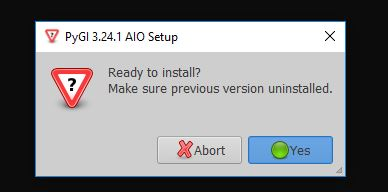 PyGI 3.24.1 AIO Setup
Ready to install?
Make sure previous version uninstalled.
Abort
Yes